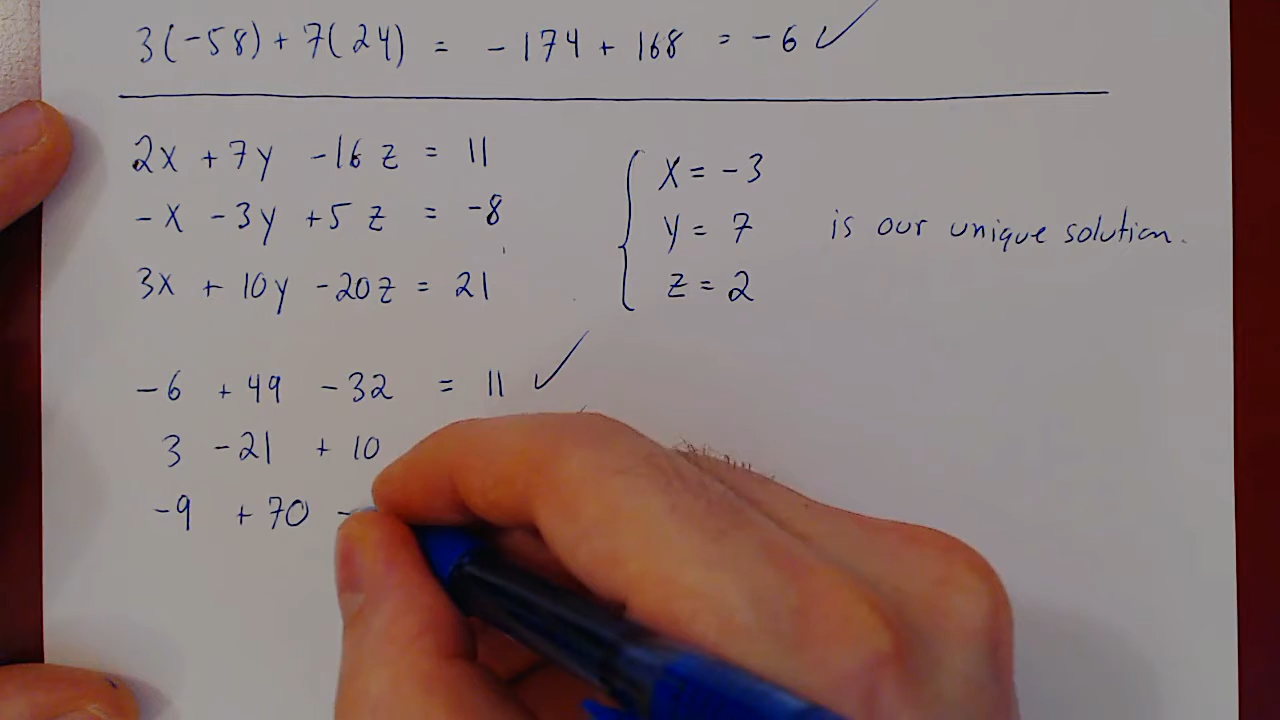 3(-58) + 7(24) = -174 + 168 = -6 ✓
2x + 7y - 16z = 11
-x - 3y + 5z = -8
3x + 10y - 20z = 21
{ x = -3
y = 7 is our unique solution.
z = 2
-6 + 49 - 32 = 11 ✓
3 - 21 + 10
-9 + 70 -